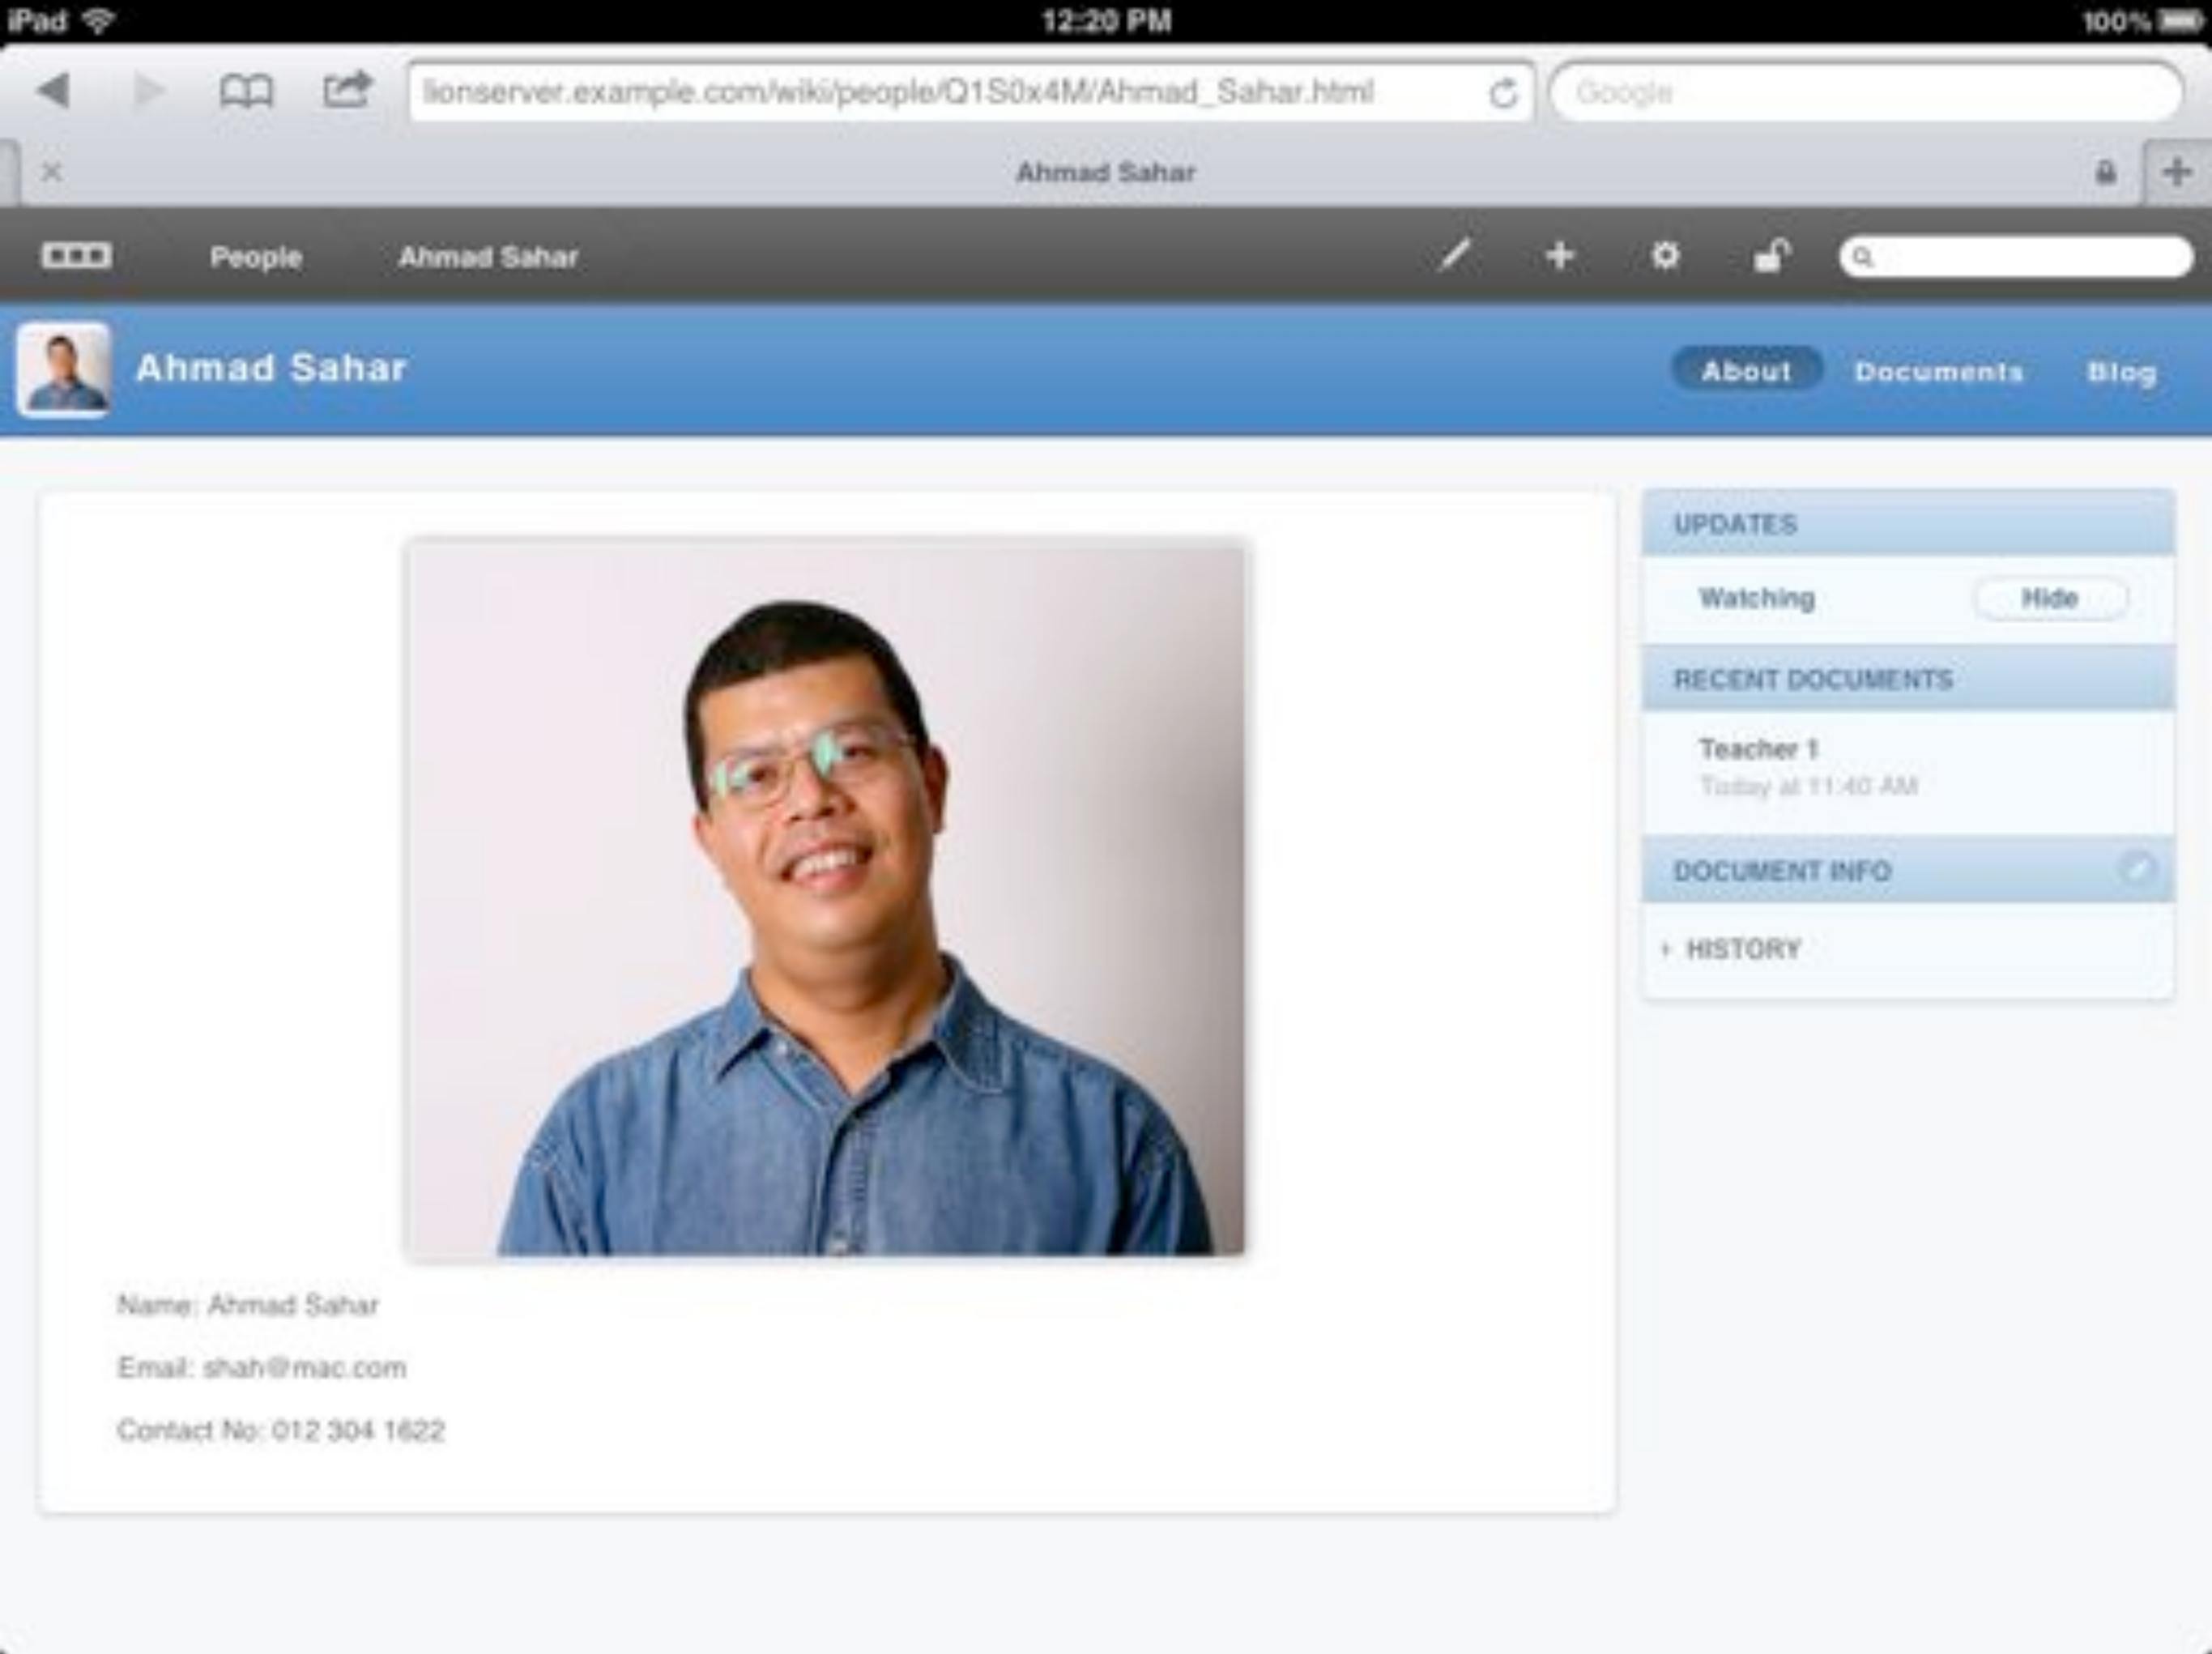 iPad 12:20 PM 100%
lionserver.example.com/wiki/people/Q1S0x4M/Ahmad_Sahar.html Google
Ahmad Sahar
People Ahmad Sahar
Ahmad Sahar About Documents Blog
UPDATES
Watching Hide
RECENT DOCUMENTS
Teacher 1
Today at 11:40 AM
DOCUMENT INFO
HISTORY
Name: Ahmad Sahar
Email: shah@mac.com
Contact No: 012 304 1622